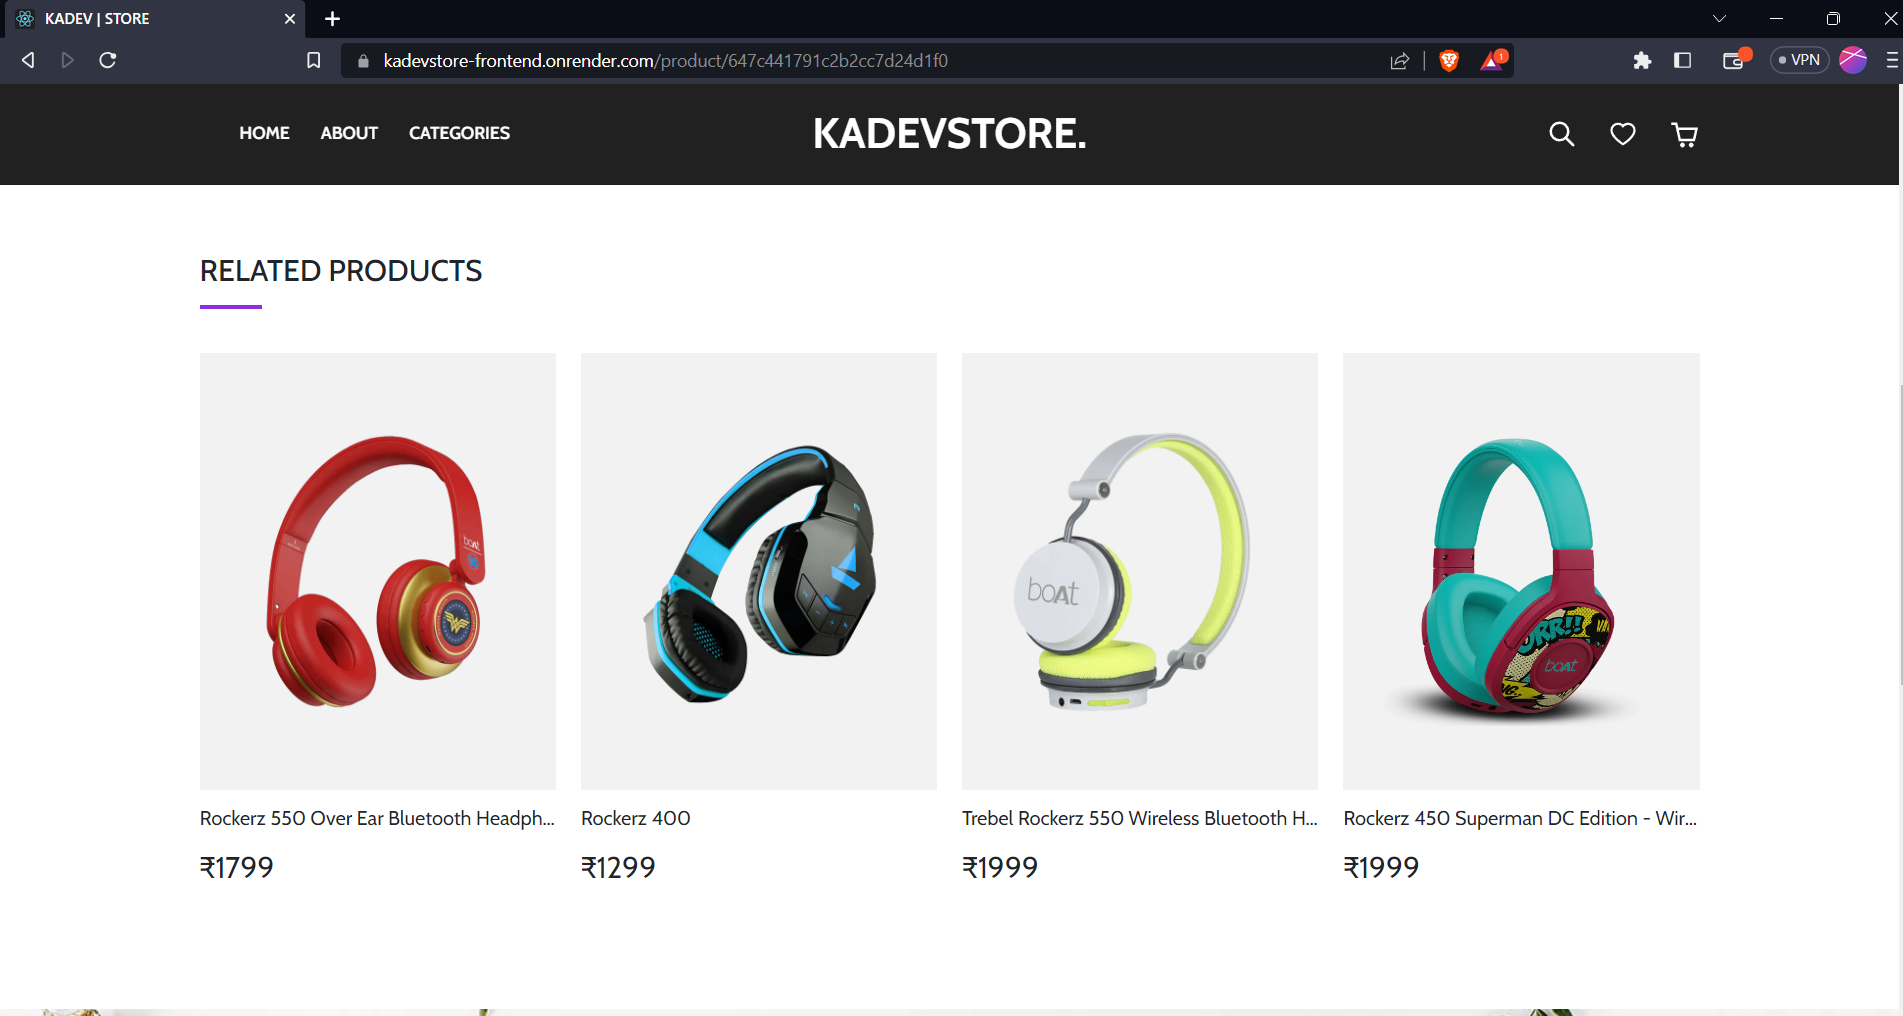 KADEV | STORE
kadevstore-frontend.onrender.com/product/647c441791c2b2cc7d24d1f0
1
VPN
HOME ABOUT CATEGORIES
KADEVSTORE.
RELATED PRODUCTS
boAt
boAt
ORR!!
boAt
Rockerz 550 Over Ear Bluetooth Headph...
₹1799
Rockerz 400
₹1299
Trebel Rockerz 550 Wireless Bluetooth H...
₹1999
Rockerz 450 Superman DC Edition - Wir...
₹1999